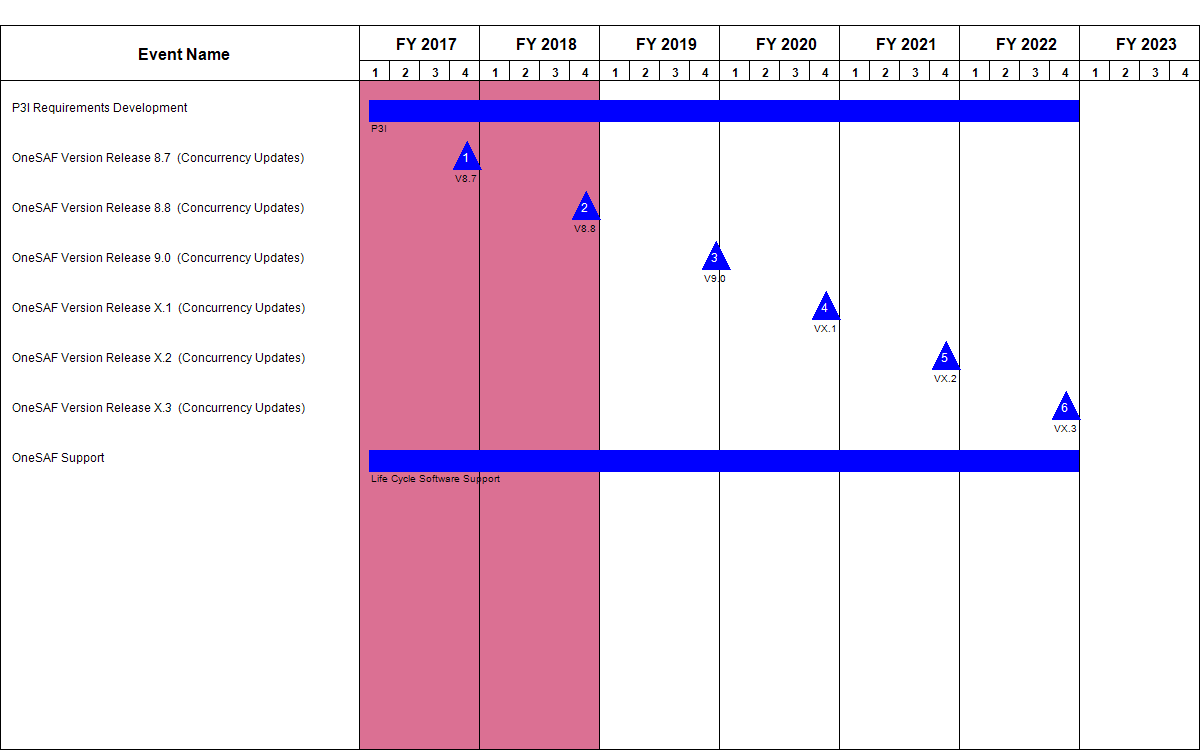 Event Name
FY 2017 FY 2018 FY 2019 FY 2020 FY 2021 FY 2022 FY 2023
1 2 3 4 1 2 3 4 1 2 3 4 1 2 3 4 1 2 3 4 1 2 3 4 1 2 3 4
P3I Requirements Development
P3I
OneSAF Version Release 8.7 (Concurrency Updates)
1
V8.7
OneSAF Version Release 8.8 (Concurrency Updates)
2
V8.8
OneSAF Version Release 9.0 (Concurrency Updates)
3
V9.0
OneSAF Version Release X.1 (Concurrency Updates)
4
VX.1
OneSAF Version Release X.2 (Concurrency Updates)
5
VX.2
OneSAF Version Release X.3 (Concurrency Updates)
6
VX.3
OneSAF Support
Life Cycle Software Support